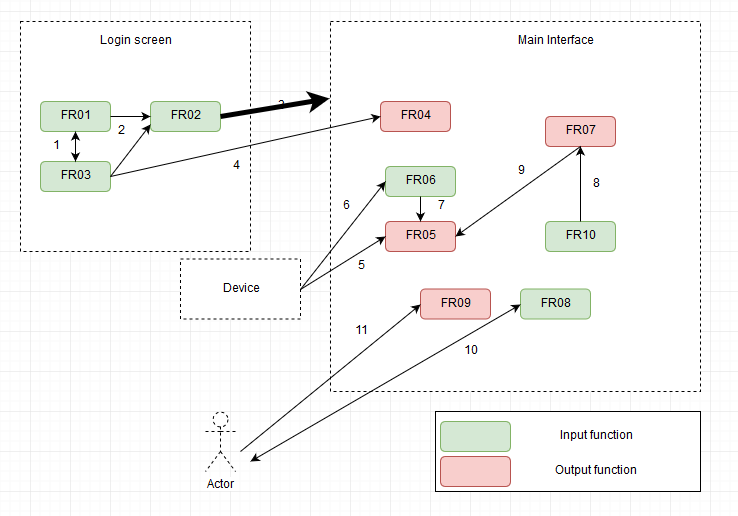 Login screen
Main Interface
FR01
FR02
2
FR04
FR07
1
FR03
4
FR06
9
8
6
7
FR05
FR10
5
Device
FR09
FR08
11
10
Actor
Input function
Output function